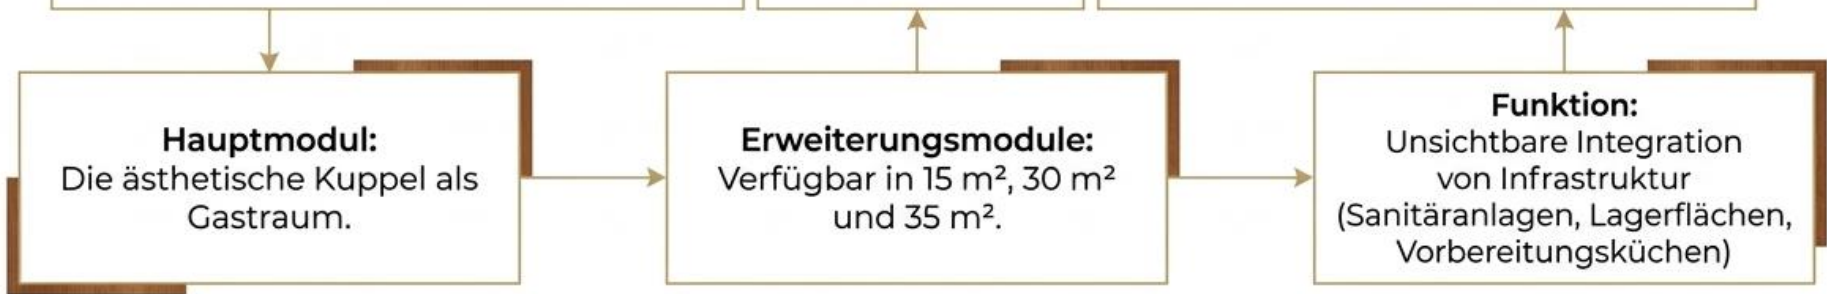 Hauptmodul:
Die ästhetische Kuppel als
Gastraum.
Erweiterungsmodule:
Verfügbar in 15 m², 30 m²
und 35 m².
Funktion:
Unsichtbare Integration
von Infrastruktur
(Sanitäranlagen, Lagerflächen,
Vorbereitungsküchen)